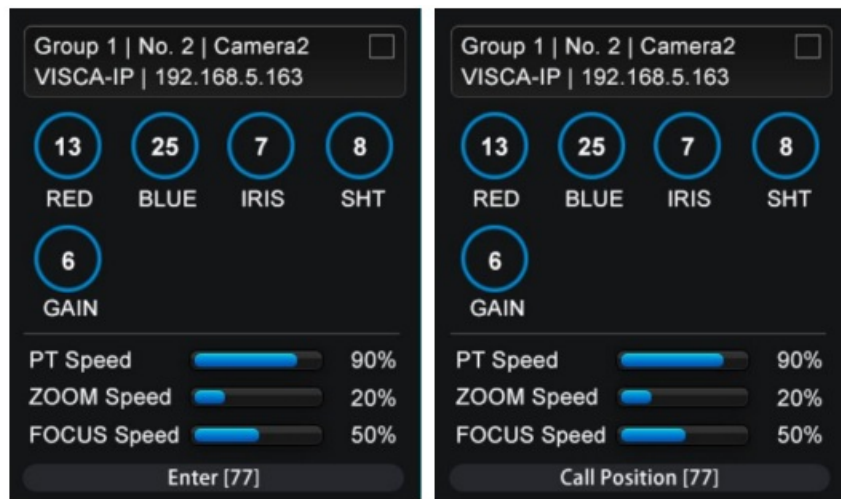 Group 1 | No. 2 | Camera2
VISCA-IP | 192.168.5.163
13 25 7 8
RED BLUE IRIS SHT
6
GAIN
PT Speed 90%
ZOOM Speed 20%
FOCUS Speed 50%
Enter [77]
Group 1 | No. 2 | Camera2
VISCA-IP | 192.168.5.163
13 25 7 8
RED BLUE IRIS SHT
6
GAIN
PT Speed 90%
ZOOM Speed 20%
FOCUS Speed 50%
Call Position [77]